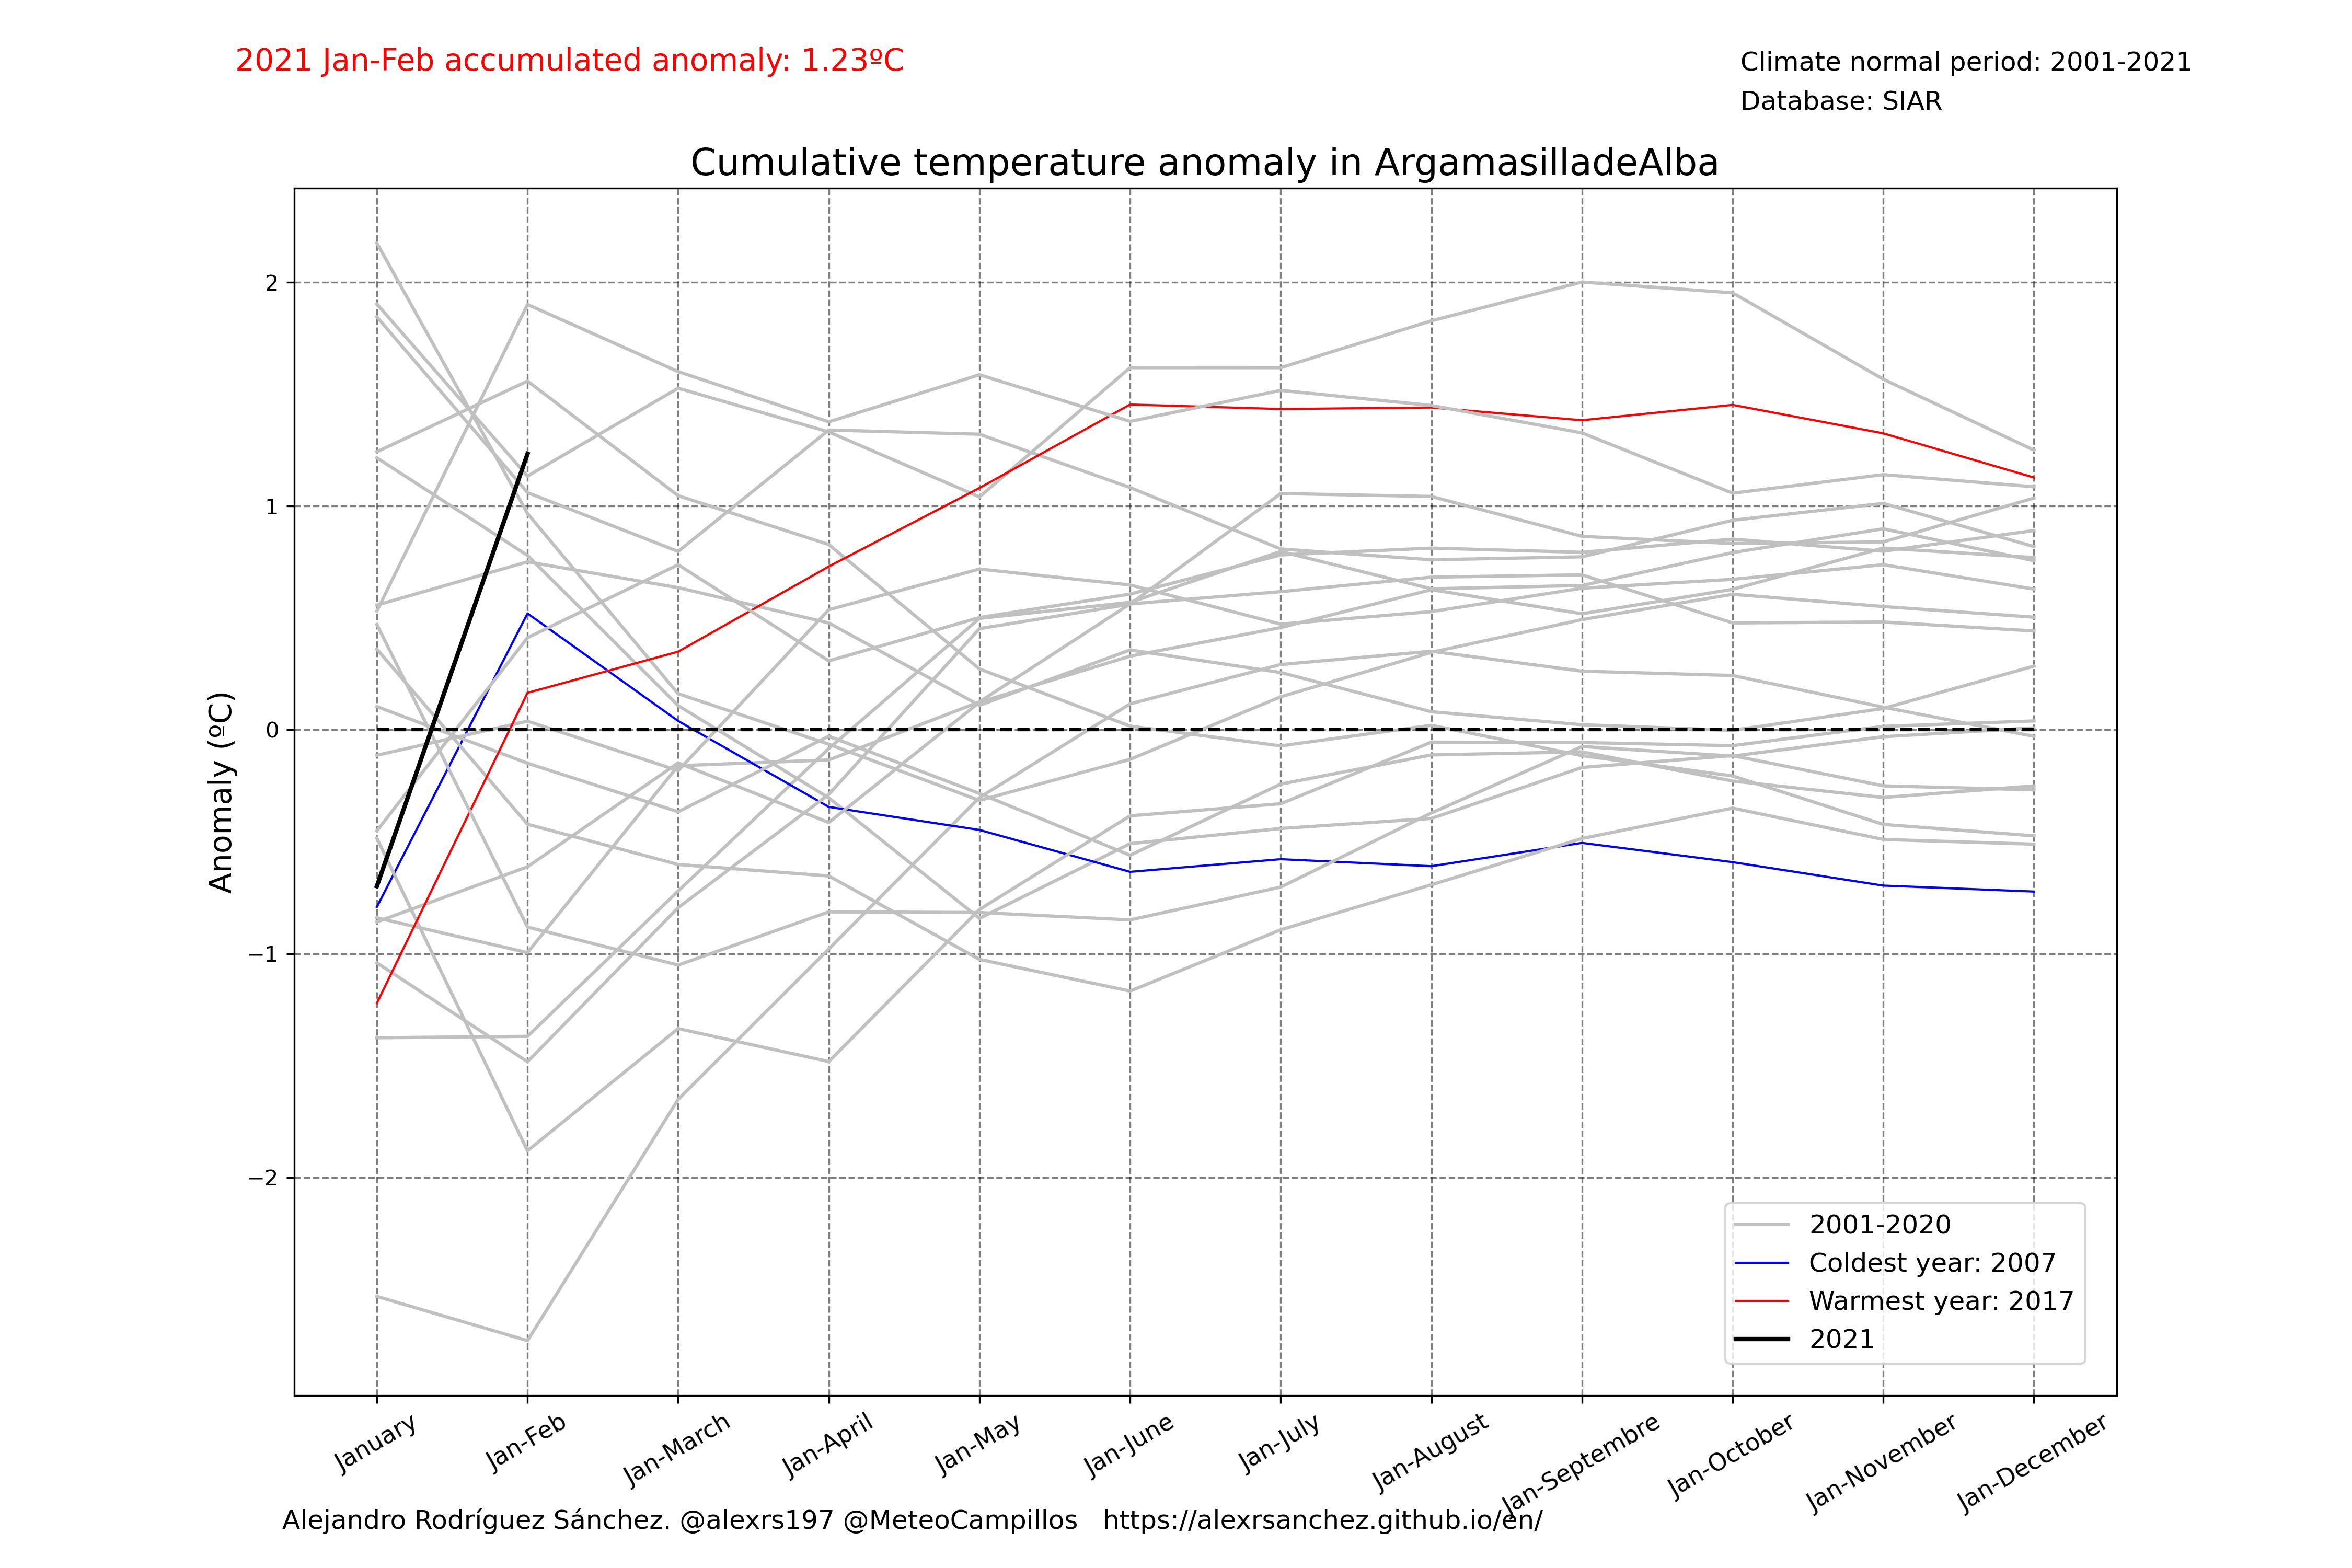 2021 Jan-Feb accumulated anomaly: 1.23ºC
Climate normal period: 2001-2021
Database: SIAR
Cumulative temperature anomaly in ArgamasilladeAlba
Anomaly (ºC)
2
1
0
−1
−2
2001-2020
Coldest year: 2007
Warmest year: 2017
2021
January
Jan-Feb
Jan-March
Jan-April
Jan-May
Jan-June
Jan-July
Jan-August
Jan-Septembre
Jan-October
Jan-November
Jan-December
Alejandro Rodríguez Sánchez. @alexrs197 @MeteoCampillos https://alexrsanchez.github.io/en/